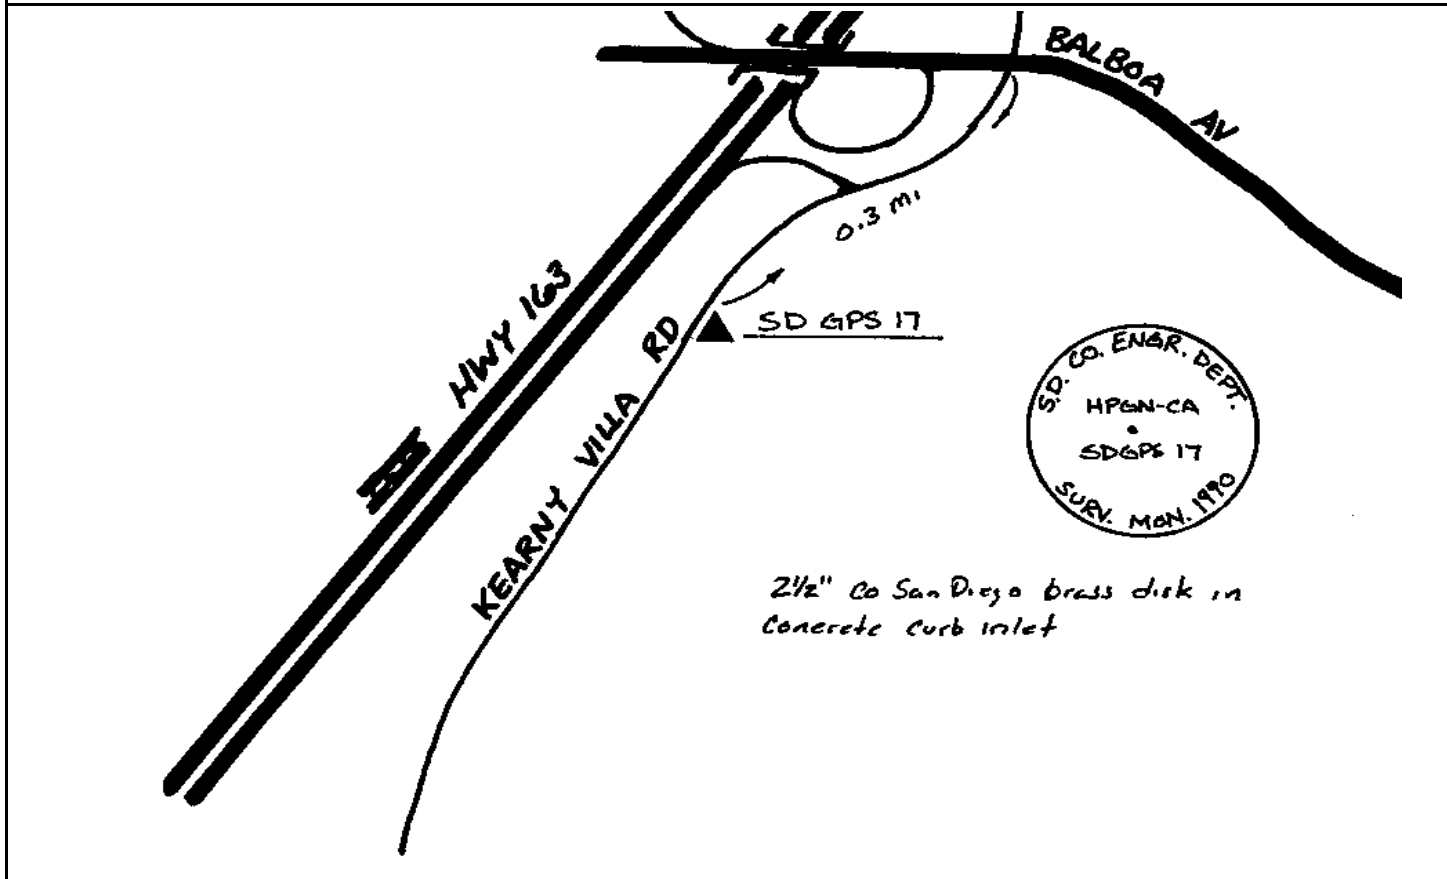 BALBOA AV
0.3 mi
HWY 163
SD GPS 17
KEARNY VILLA RD
S.D. CO. ENGR. DEPT.
HPGN-CA
SDGPS 17
SURV. MON. 1990
2½" Co San Diego brass disk in
Concrete Curb inlet